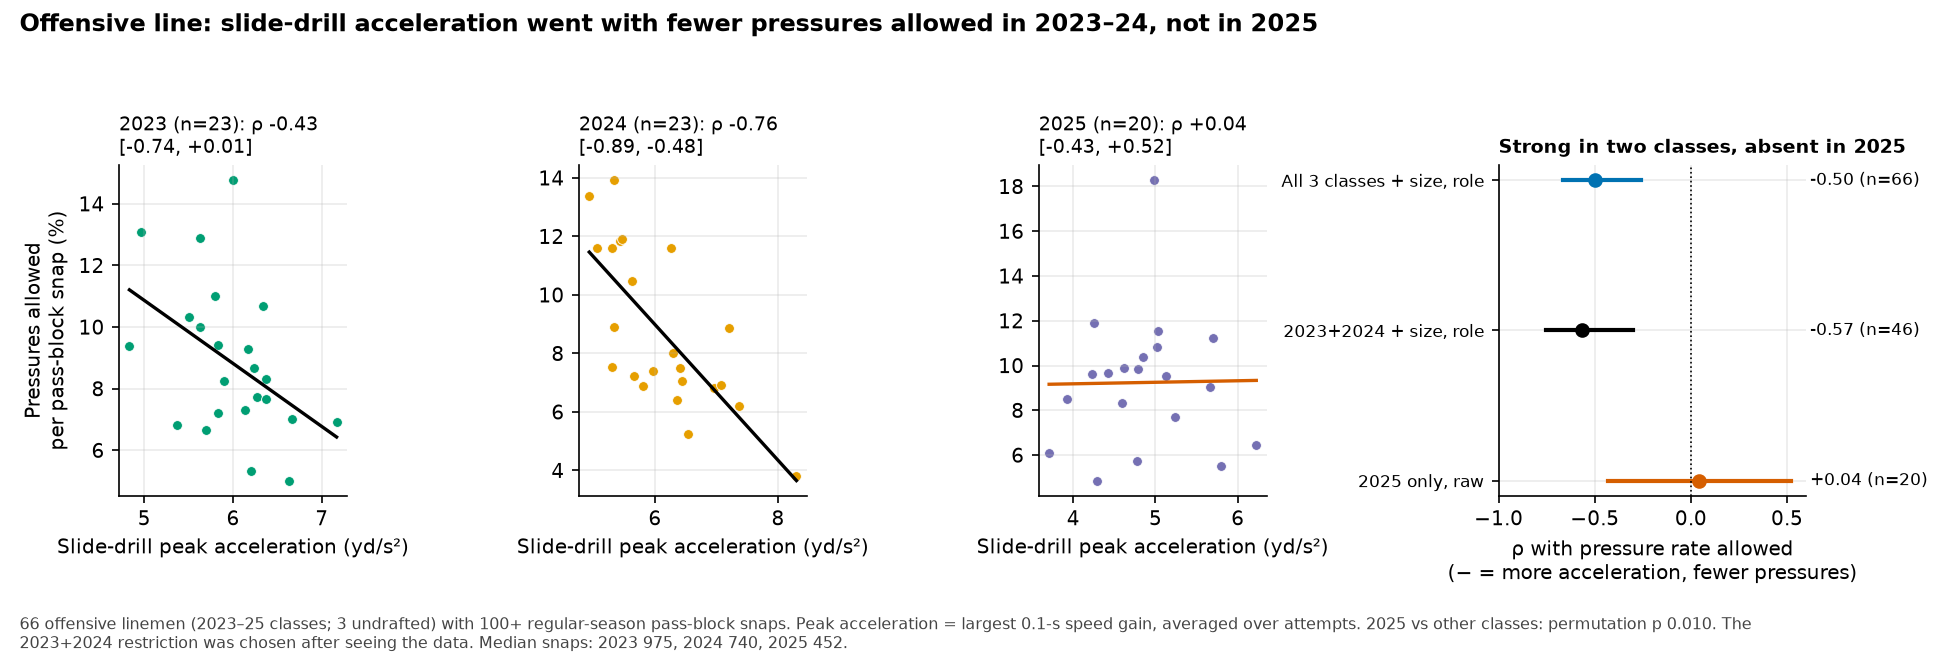 Offensive line: slide-drill acceleration went with fewer pressures allowed in 2023–24, not in 2025
2023 (n=23): ρ -0.43
[-0.74, +0.01]
Pressures allowed
per pass-block snap (%)
14
12
10
8
6
5
6
7
Slide-drill peak acceleration (yd/s²)
2024 (n=23): ρ -0.76
[-0.89, -0.48]
14
12
10
8
6
4
6
8
Slide-drill peak acceleration (yd/s²)
2025 (n=20): ρ +0.04
[-0.43, +0.52]
18
16
14
12
10
8
6
4
5
6
Slide-drill peak acceleration (yd/s²)
Strong in two classes, absent in 2025
All 3 classes + size, role
-0.50 (n=66)
2023+2024 + size, role
-0.57 (n=46)
2025 only, raw
+0.04 (n=20)
−1.0
−0.5
0.0
0.5
ρ with pressure rate allowed
(− = more acceleration, fewer pressures)
66 offensive linemen (2023–25 classes; 3 undrafted) with 100+ regular-season pass-block snaps. Peak acceleration = largest 0.1-s speed gain, averaged over attempts. 2025 vs other classes: permutation p 0.010. The
2023+2024 restriction was chosen after seeing the data. Median snaps: 2023 975, 2024 740, 2025 452.